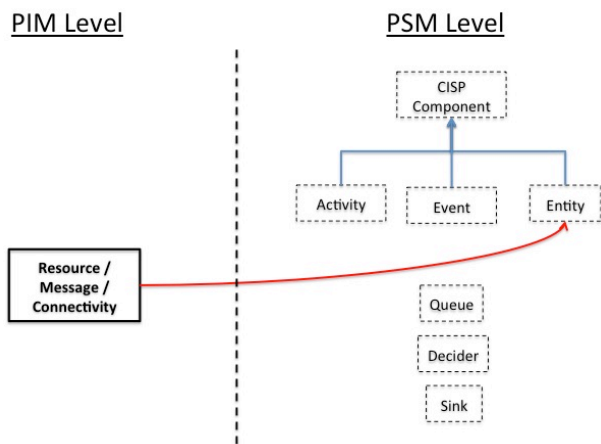 PIM Level
PSM Level
CISP
Component
Activity
Event
Entity
Resource /
Message /
Connectivity
Queue
Decider
Sink